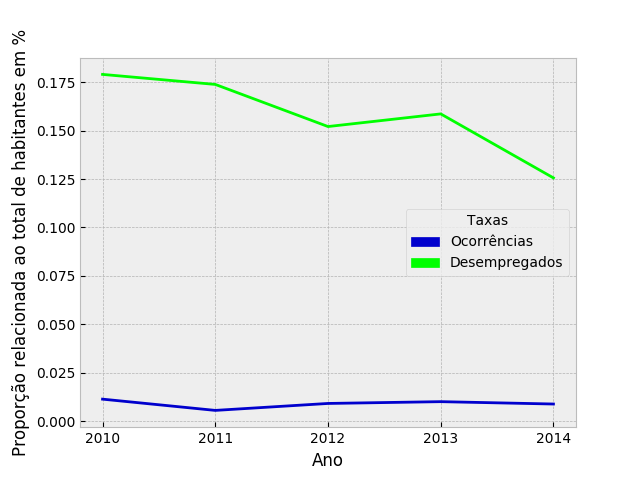 Proporção relacionada ao total de habitantes em %
0.175
0.150
0.125
0.100
0.075
0.050
0.025
0.000
Taxas
Ocorrências
Desempregados
2010 2011 2012 2013 2014
Ano